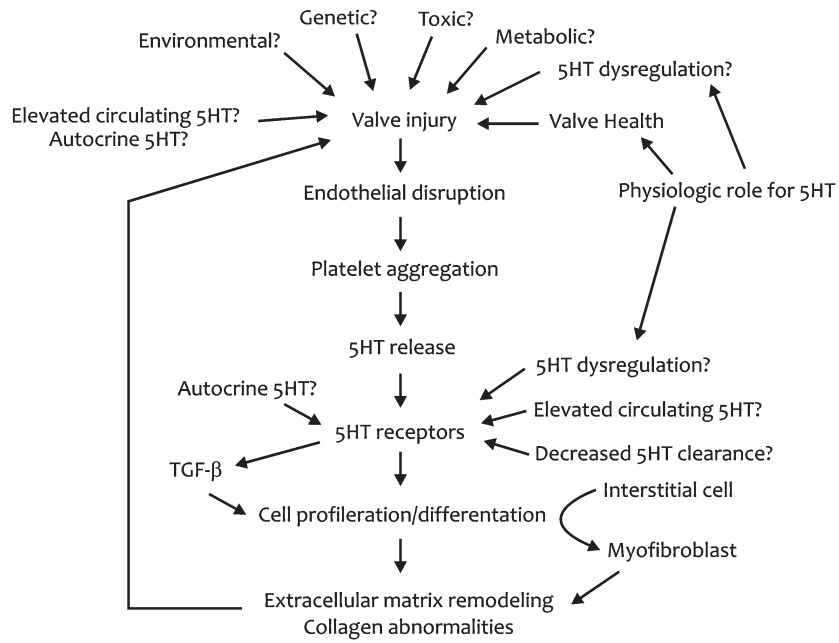 Genetic?
Toxic?
Environmental?
Metabolic?
5HT dysregulation?
Elevated circulating 5HT?
Autocrine 5HT?
Valve injury
Valve Health
Endothelial disruption
Physiologic role for 5HT
Platelet aggregation
5HT release
5HT dysregulation?
Autocrine 5HT?
Elevated circulating 5HT?
5HT receptors
Decreased 5HT clearance?
TGF-β
Interstitial cell
Cell profileration/differentation
Myofibroblast
Extracellular matrix remodeling
Collagen abnormalities